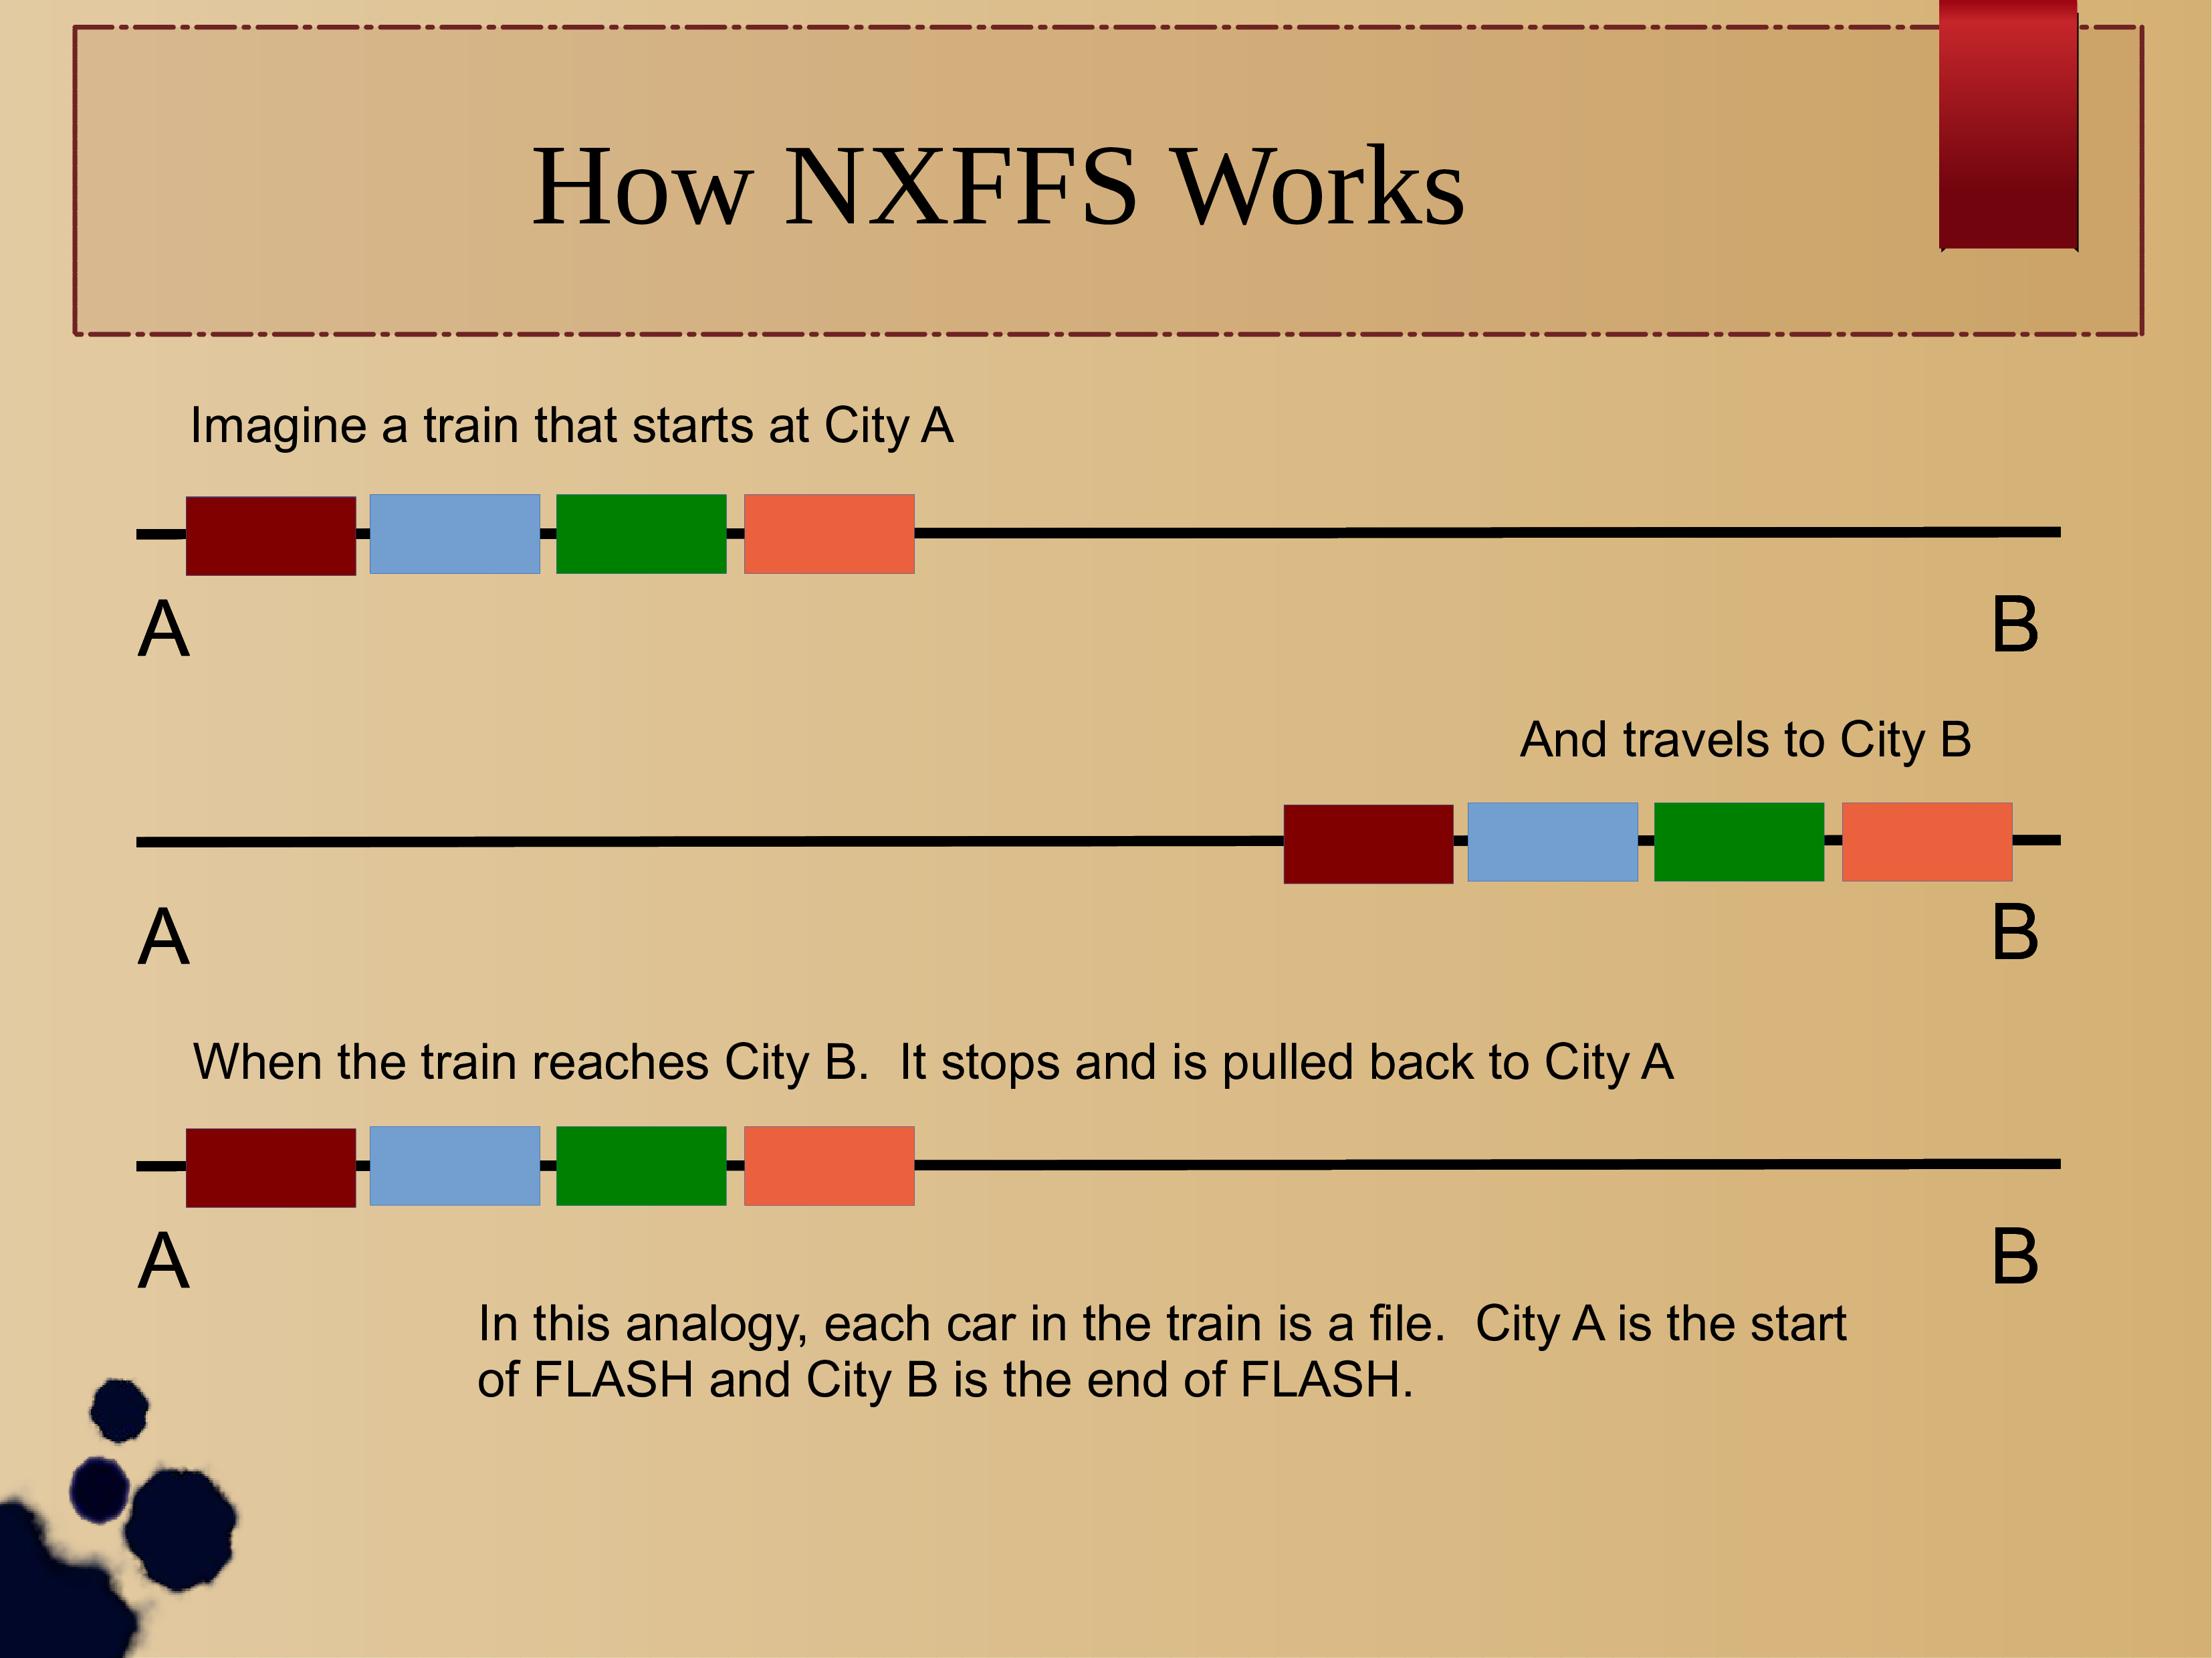 How NXFFS Works
Imagine a train that starts at City A
A
B
And travels to City B
A
B
When the train reaches City B.  It stops and is pulled back to City A
A
B
In this analogy, each car in the train is a file.  City A is the start
of FLASH and City B is the end of FLASH.